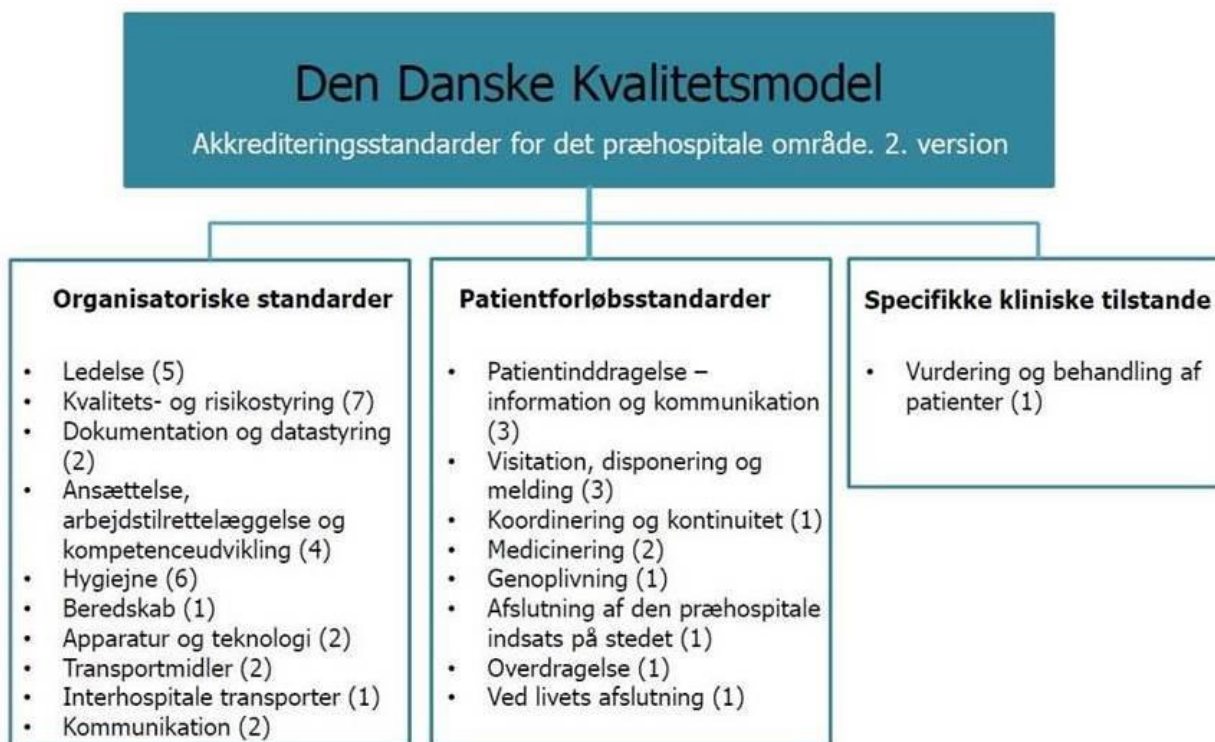 Den Danske Kvalitetsmodel
Akkrediteringsstandarder for det præhospitale område. 2. version
Organisatoriske standarder
• Ledelse (5)
• Kvalitets- og risikostyring (7)
• Dokumentation og datastyring
(2)
• Ansættelse,
arbejdstilrettelæggelse og
kompetenceudvikling (4)
• Hygiejne (6)
• Beredskab (1)
• Apparatur og teknologi (2)
• Transportmidler (2)
• Interhospitale transporter (1)
• Kommunikation (2)
Patientforløbsstandarder
• Patientinddragelse –
information og kommunikation
(3)
• Visitation, disponering og
melding (3)
• Koordinering og kontinuitet (1)
• Medicinering (2)
• Genoplivning (1)
• Afslutning af den præhospitale
indsats på stedet (1)
• Overdragelse (1)
• Ved livets afslutning (1)
Specifikke kliniske tilstande
• Vurdering og behandling af
patienter (1)